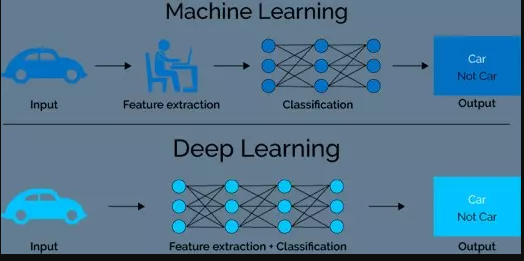 Machine Learning
Car
Not Car
Input
Feature extraction
Classification
Output
Deep Learning
Car
Not Car
Input
Feature extraction + Classification
Output